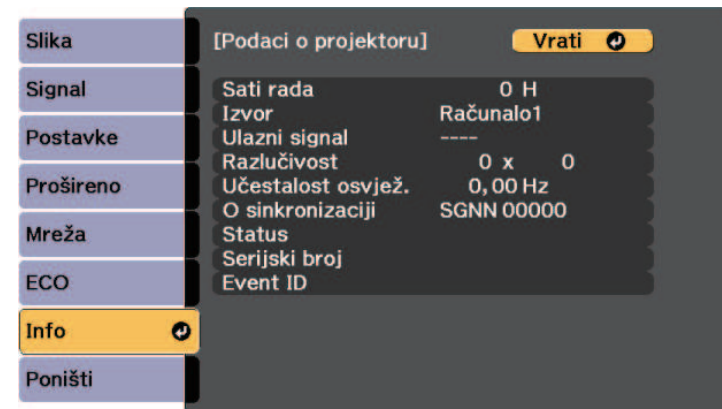 Slika
Signal
Postavke
Prošireno
Mreža
ECO
Info
Poništi
[Podaci o projektoru] Vrati
Sati rada 0 H
Izvor Računalo1
Ulazni signal ----
Razlučivost 0 x 0
Učestalost osvjež. 0,00 Hz
O sinkronizaciji SGNN 00000
Status
Serijski broj
Event ID